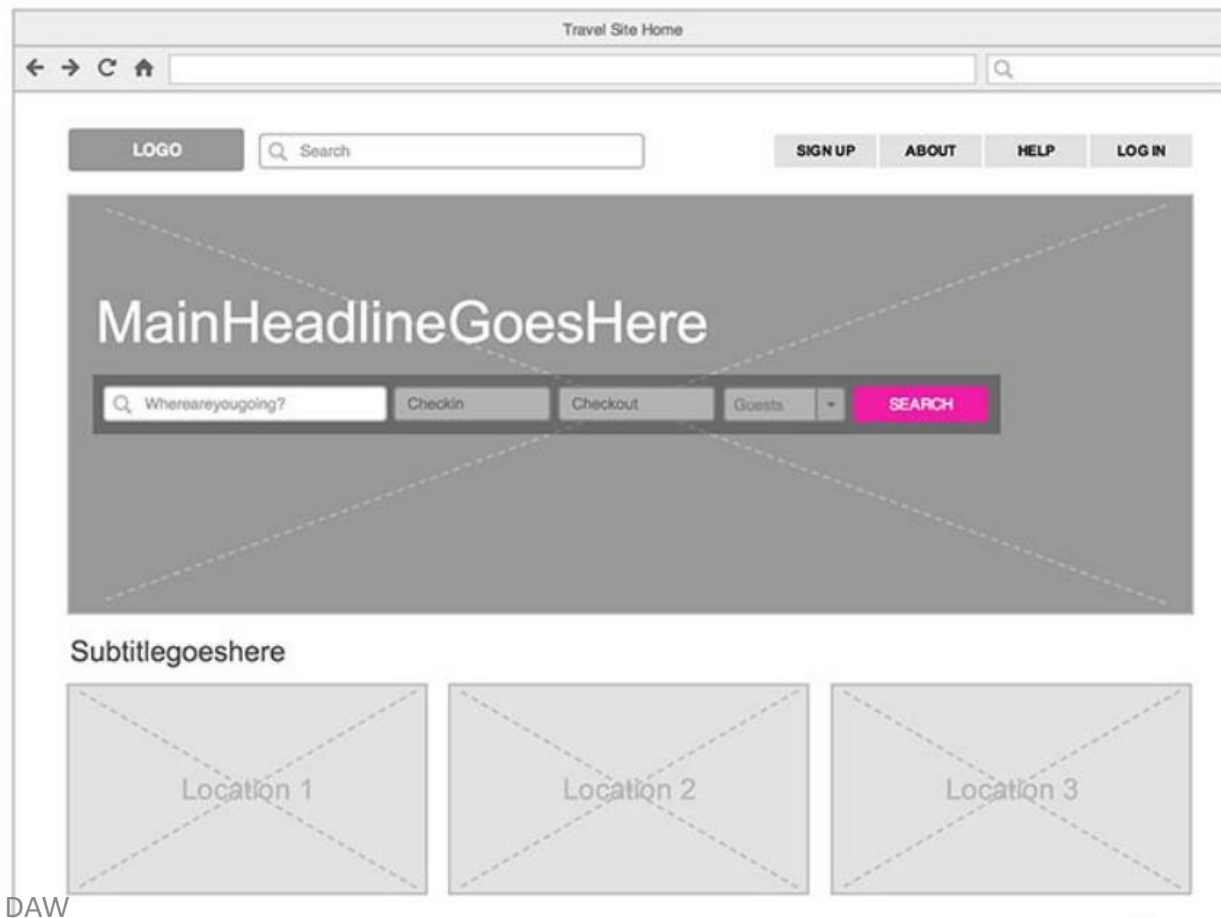 Travel Site Home
LOGO
Search
SIGN UP
ABOUT
HELP
LOG IN
MainHeadlineGoesHere
Whereareyougoing?
Checkin
Checkout
Guests
SEARCH
Subtitlegoeshere
Location 1
Location 2
Location 3
DAW